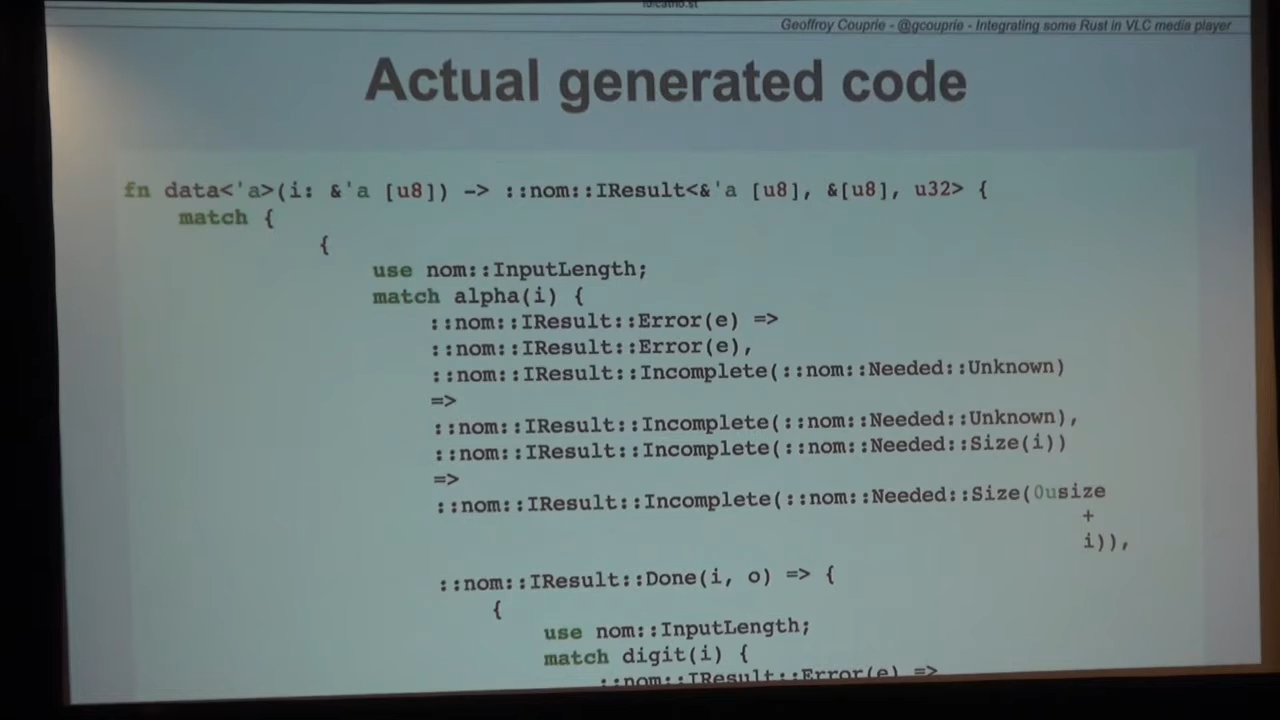 Geoffroy Couprie - @gcouprie - Integrating some Rust in VLC media player
Actual generated code
fn data<'a>(i: &'a [u8]) -> ::nom::IResult<&'a [u8], &[u8], u32> {
match {
{
use nom::InputLength;
match alpha(i) {
::nom::IResult::Error(e) =>
::nom::IResult::Error(e),
::nom::IResult::Incomplete(::nom::Needed::Unknown)
=>
::nom::IResult::Incomplete(::nom::Needed::Unknown),
::nom::IResult::Incomplete(::nom::Needed::Size(i))
=>
::nom::IResult::Incomplete(::nom::Needed::Size(0usize
+
i)),
::nom::IResult::Done(i, o) => {
{
use nom::InputLength;
match digit(i) {
::nom::IResult::Error(e) =>